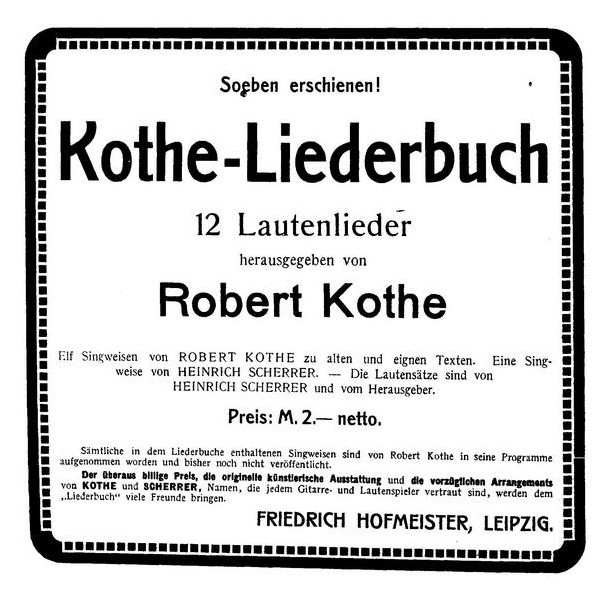 Soeben erschienen!
Kothe-Liederbuch
12 Lautenlieder
herausgegeben von
Robert Kothe
Elf Singweisen von ROBERT KOTHE zu alten und eignen Texten. Eine Sing-
weise von HEINRICH SCHERRER. — Die Lautensätze sind von
HEINRICH SCHERRER und vom Herausgeber.
Preis: M. 2.— netto.
Sämtliche in dem Liederbuche enthaltenen Singweisen sind von Robert Kothe in seine Programme
aufgenommen worden und bisher noch nicht veröffentlicht.
Der überaus billige Preis, die originelle künstlerische Ausstattung und die vorzüglichen Arrangements
von KOTHE und SCHERRER, Namen, die jedem Gitarre- und Lautenspieler vertraut sind, werden dem
„Liederbuch“ viele Freunde bringen.
FRIEDRICH HOFMEISTER, LEIPZIG.